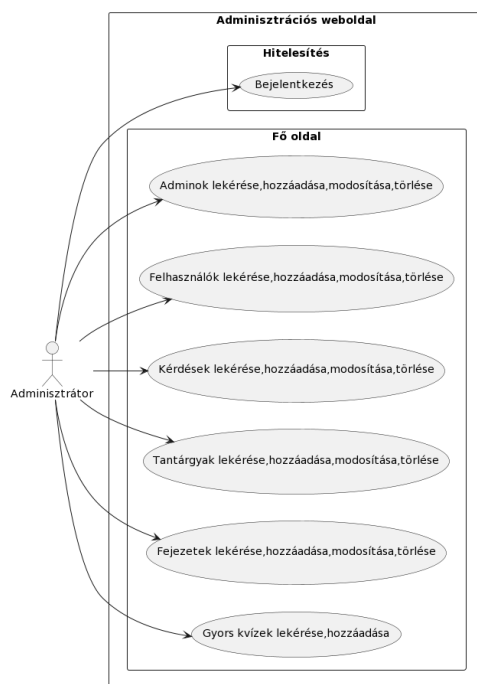 Adminisztrációs weboldal
Hitelesítés
Bejelentkezés
Fő oldal
Adminok lekérése,hozzáadása,modosítása,törlése
Felhasználók lekérése,hozzáadása,modosítása,törlése
Kérdések lekérése,hozzáadása,modosítása,törlése
Adminisztrátor
Tantárgyak lekérése,hozzáadása,modosítása,törlése
Fejezetek lekérése,hozzáadása,modosítása,törlése
Gyors kvízek lekérése,hozzáadása